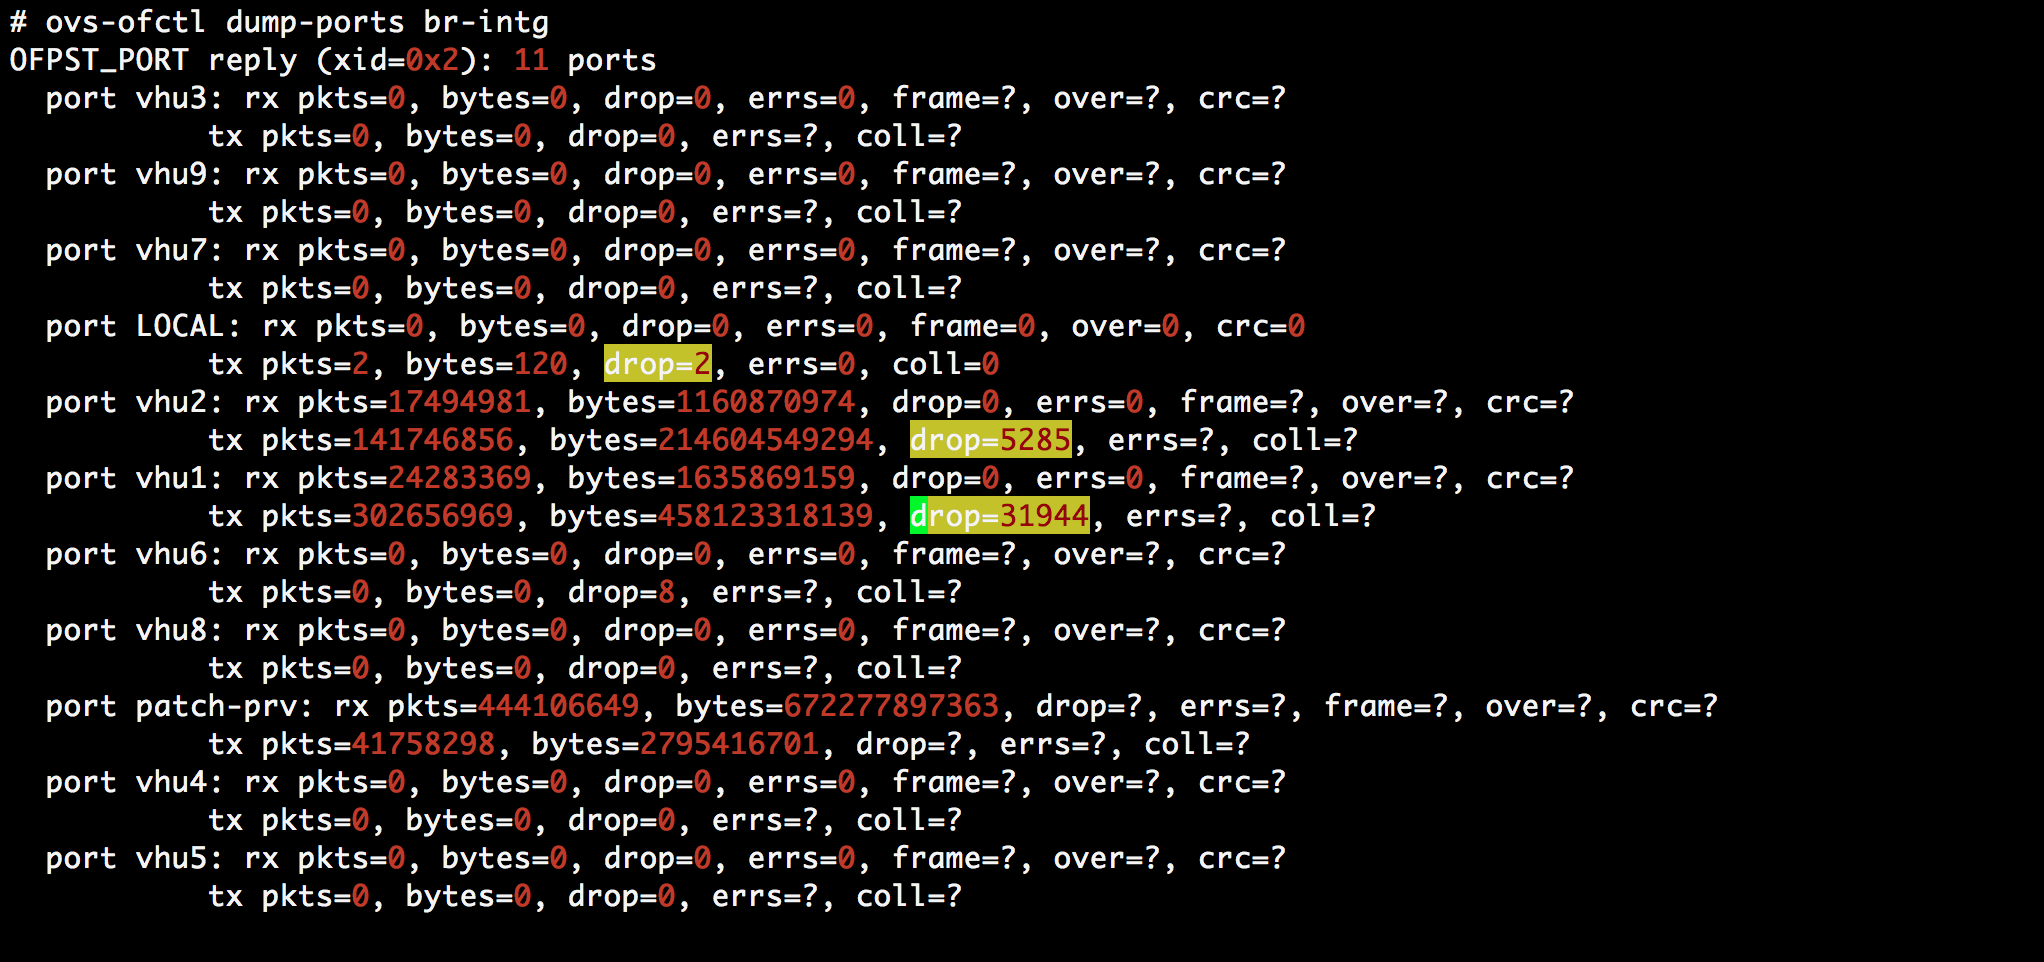 # ovs-ofctl dump-ports br-intg
OFPST_PORT reply (xid=0x2): 11 ports
  port vhu3: rx pkts=0, bytes=0, drop=0, errs=0, frame=?, over=?, crc=?
           tx pkts=0, bytes=0, drop=0, errs=?, coll=?
  port vhu9: rx pkts=0, bytes=0, drop=0, errs=0, frame=?, over=?, crc=?
           tx pkts=0, bytes=0, drop=0, errs=?, coll=?
  port vhu7: rx pkts=0, bytes=0, drop=0, errs=0, frame=?, over=?, crc=?
           tx pkts=0, bytes=0, drop=0, errs=?, coll=?
  port LOCAL: rx pkts=0, bytes=0, drop=0, errs=0, frame=0, over=0, crc=0
           tx pkts=2, bytes=120, drop=2, errs=0, coll=0
  port vhu2: rx pkts=17494981, bytes=1160870974, drop=0, errs=0, frame=?, over=?, crc=?
           tx pkts=141746856, bytes=214604549294, drop=5285, errs=?, coll=?
  port vhu1: rx pkts=24283369, bytes=1635869159, drop=0, errs=0, frame=?, over=?, crc=?
           tx pkts=302656969, bytes=458123318139, drop=31944, errs=?, coll=?
  port vhu6: rx pkts=0, bytes=0, drop=0, errs=0, frame=?, over=?, crc=?
           tx pkts=0, bytes=0, drop=8, errs=?, coll=?
  port vhu8: rx pkts=0, bytes=0, drop=0, errs=0, frame=?, over=?, crc=?
           tx pkts=0, bytes=0, drop=0, errs=?, coll=?
  port patch-prv: rx pkts=444106649, bytes=672277897363, drop=?, errs=?, frame=?, over=?, crc=?
           tx pkts=41758298, bytes=2795416701, drop=?, errs=?, coll=?
  port vhu4: rx pkts=0, bytes=0, drop=0, errs=0, frame=?, over=?, crc=?
           tx pkts=0, bytes=0, drop=0, errs=?, coll=?
  port vhu5: rx pkts=0, bytes=0, drop=0, errs=0, frame=?, over=?, crc=?
           tx pkts=0, bytes=0, drop=0, errs=?, coll=?